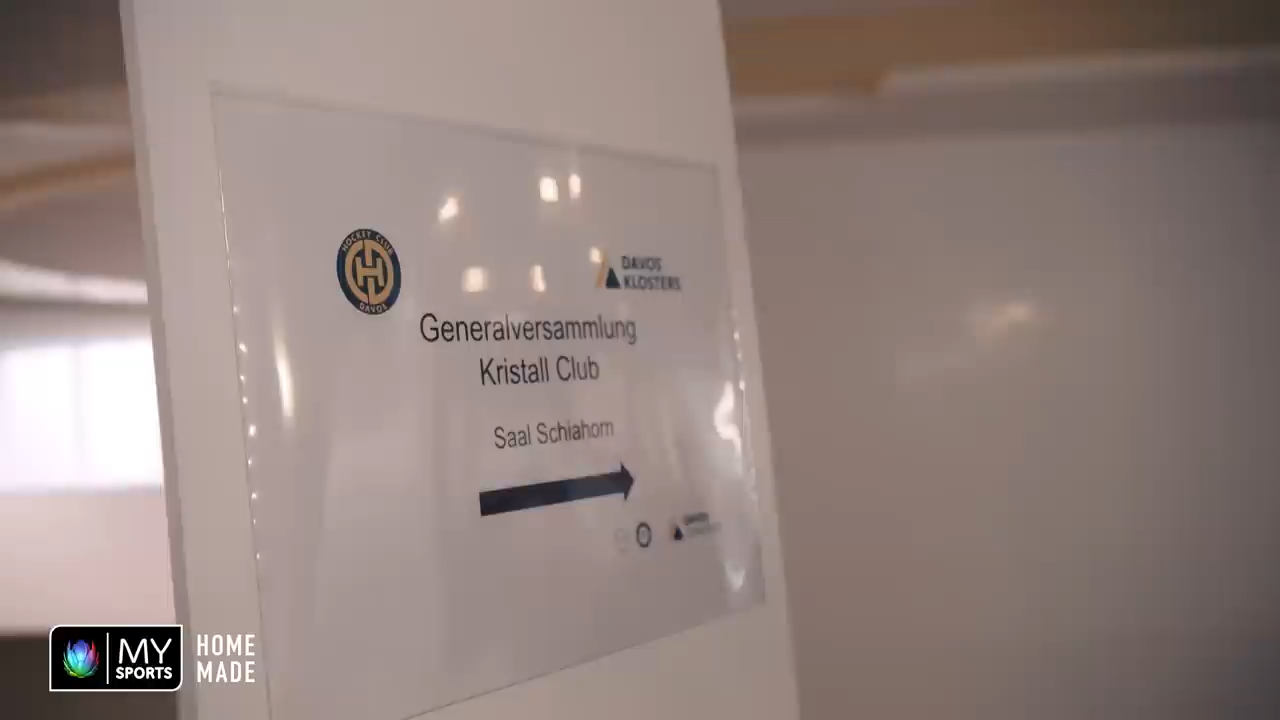 HOCKEY CLUB
DAVOS
DAVOS
KLOSTERS
Generalversammlung
Kristall Club
Saal Schiahorn
MY
SPORTS
HOME
MADE